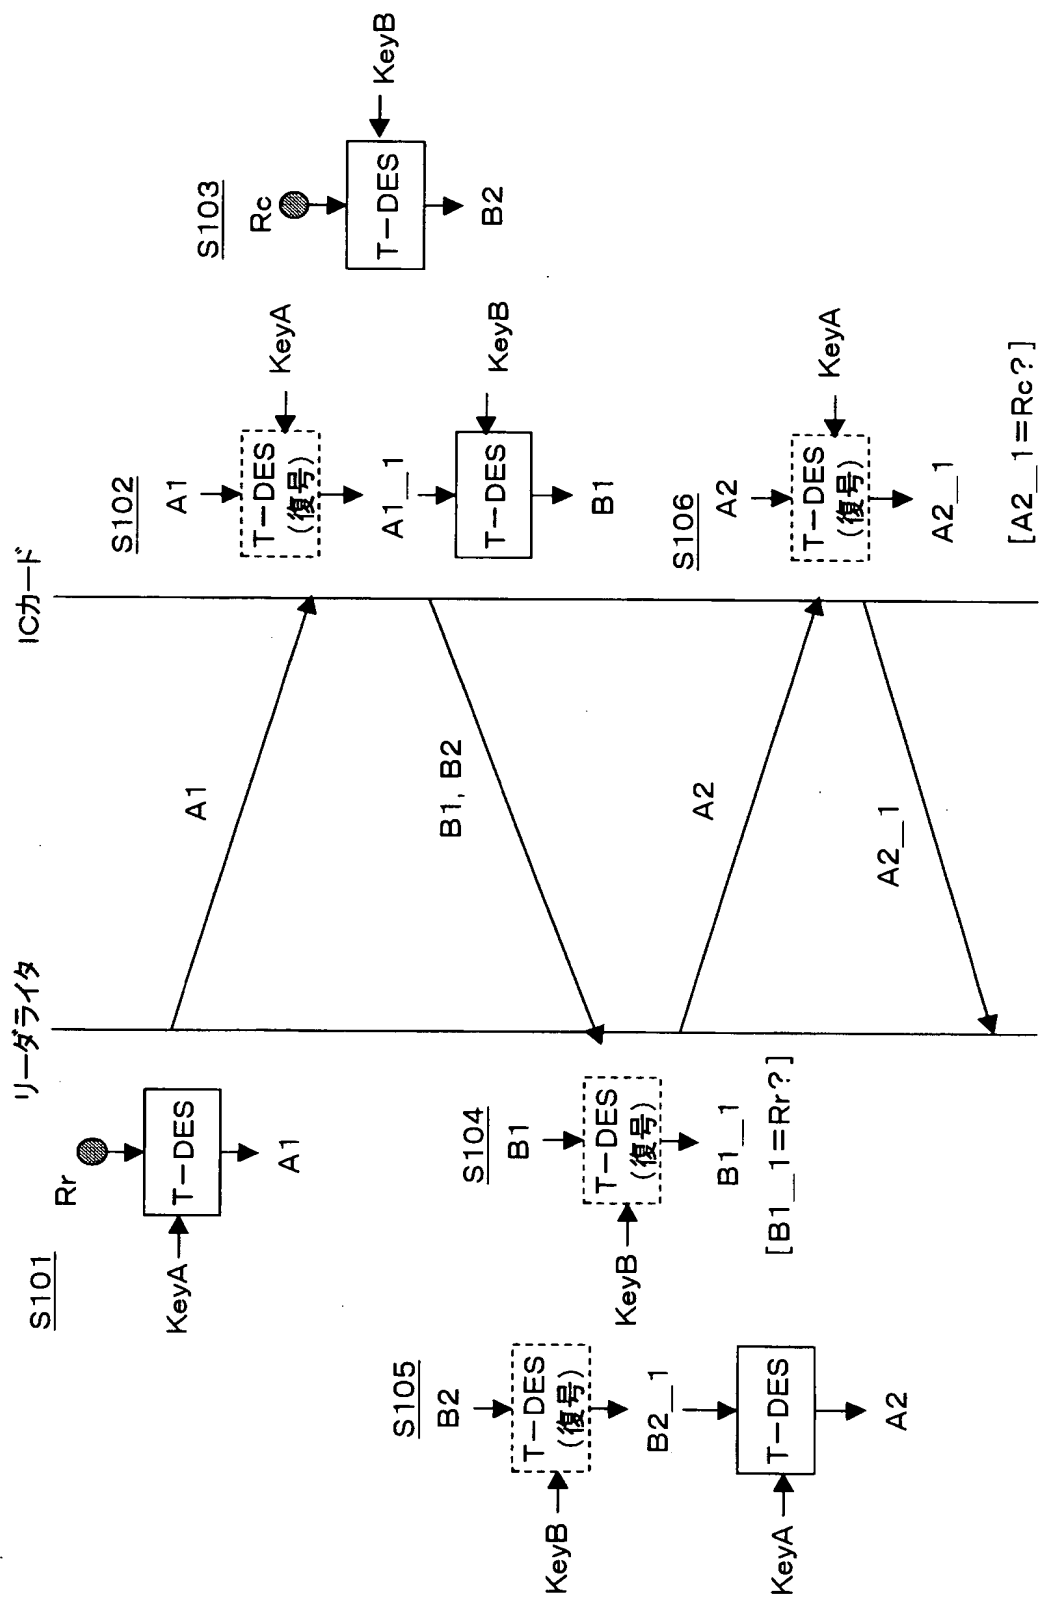 リーダライタ
ICカード
S101
Rr
KeyA
T-DES
A1
A1
S102
A1
T-DES
(復号)
KeyA
A1_1
T-DES
KeyB
B1
S103
Rc
T-DES
KeyB
B2
B1, B2
S104
B1
T-DES
(復号)
KeyB
B1_1
[B1_1=Rr?]
S105
B2
T-DES
(復号)
KeyB
B2_1
T-DES
KeyA
A2
A2
S106
A2
T-DES
(復号)
KeyA
A2_1
[A2_1=Rc?]
A2_1